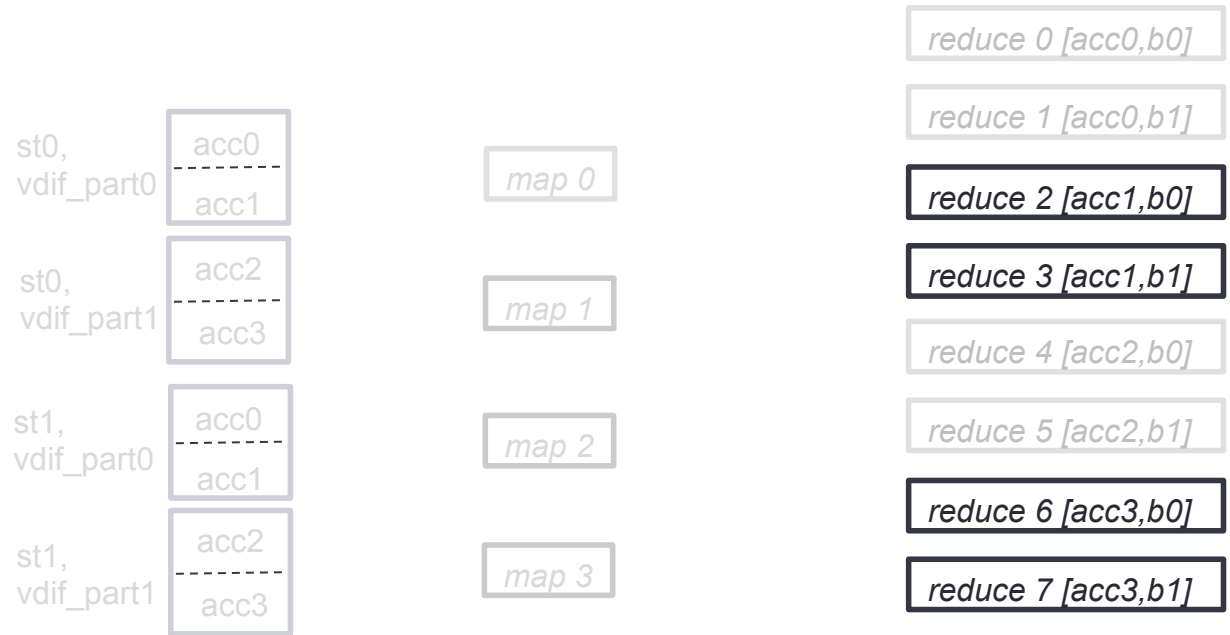 st0,
vdif_part0
acc0
acc1
st0,
vdif_part1
acc2
acc3
st1,
vdif_part0
acc0
acc1
st1,
vdif_part1
acc2
acc3
map 0
map 1
map 2
map 3
reduce 0 [acc0,b0]
reduce 1 [acc0,b1]
reduce 2 [acc1,b0]
reduce 3 [acc1,b1]
reduce 4 [acc2,b0]
reduce 5 [acc2,b1]
reduce 6 [acc3,b0]
reduce 7 [acc3,b1]